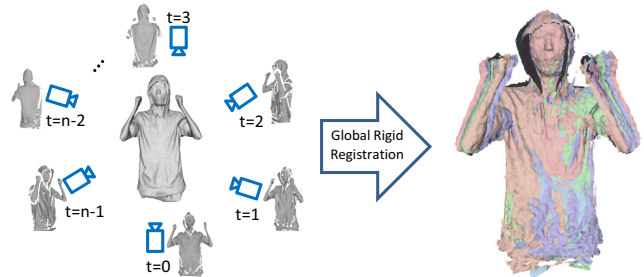 t=3
...
t=n-2
t=2
Global Rigid
Registration
t=n-1
t=1
t=0